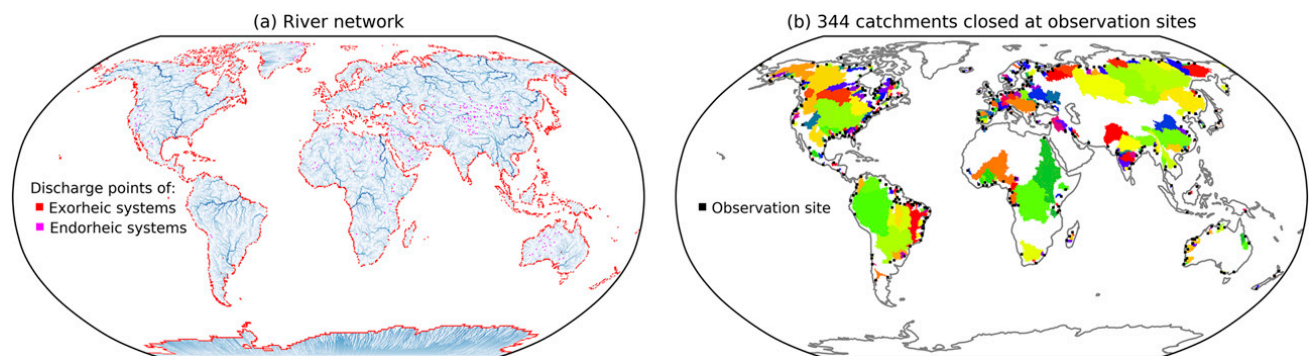 (a) River network
Discharge points of:
Exorheic systems
Endorheic systems
(b) 344 catchments closed at observation sites
Observation site